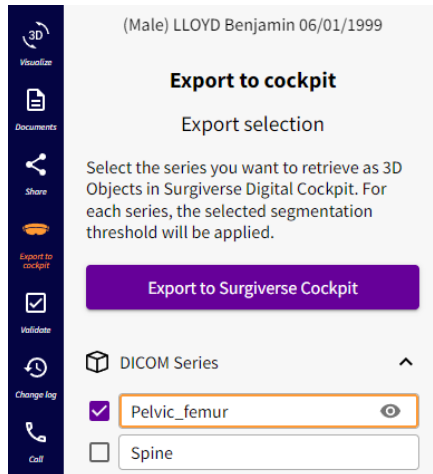 (Male) LLOYD Benjamin 06/01/1999
3D
Visualize
Documents
Share
Export to
cockpit
Validate
Change log
Call
Export to cockpit
Export selection
Select the series you want to retrieve as 3D
Objects in Surgiverse Digital Cockpit. For
each series, the selected segmentation
threshold will be applied.
Export to Surgiverse Cockpit
DICOM Series
Pelvic_femur
Spine